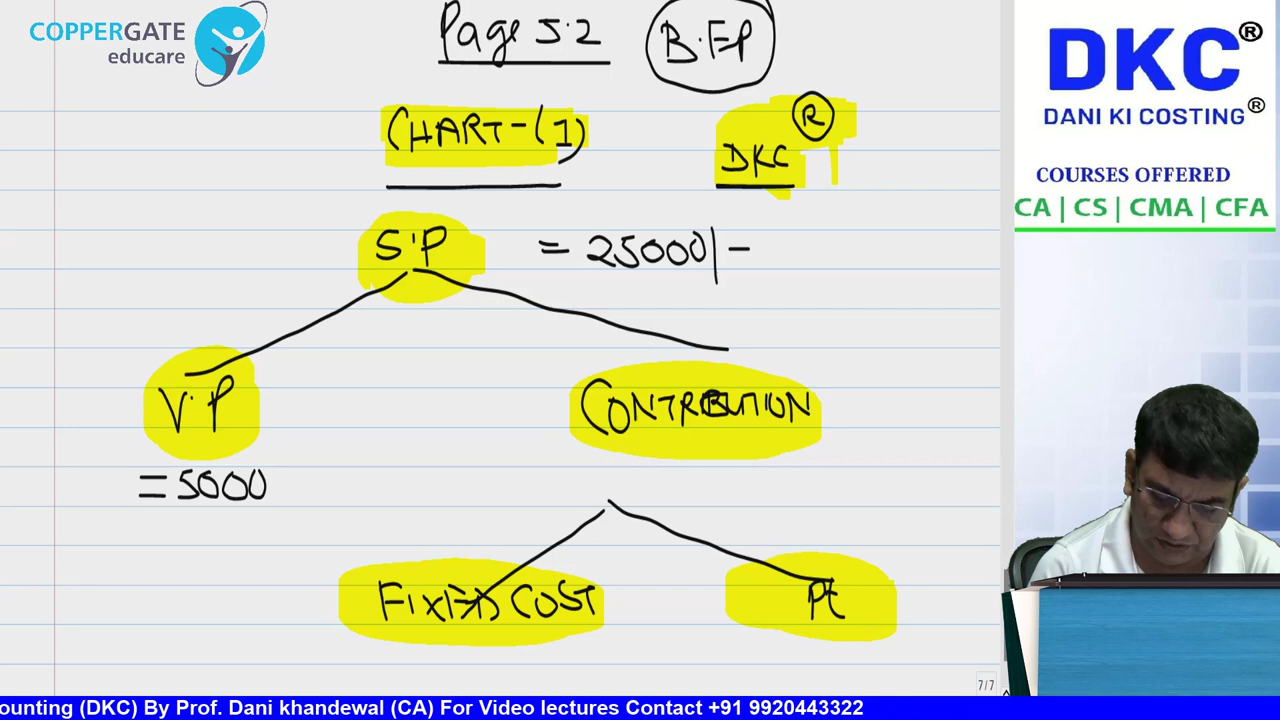 COPPERGATE
educare
Page 5.2 B.E.P
CHART-(1) DKC ®
S.P = 25000/-
V.P
= 5000
CONTRIBUTION
FIXED COST
Pt
7/7
DKC®
DANI KI COSTING®
COURSES OFFERED
CA | CS | CMA | CFA
ounting (DKC) By Prof. Dani khandewal (CA) For Video lectures Contact +91 9920443322